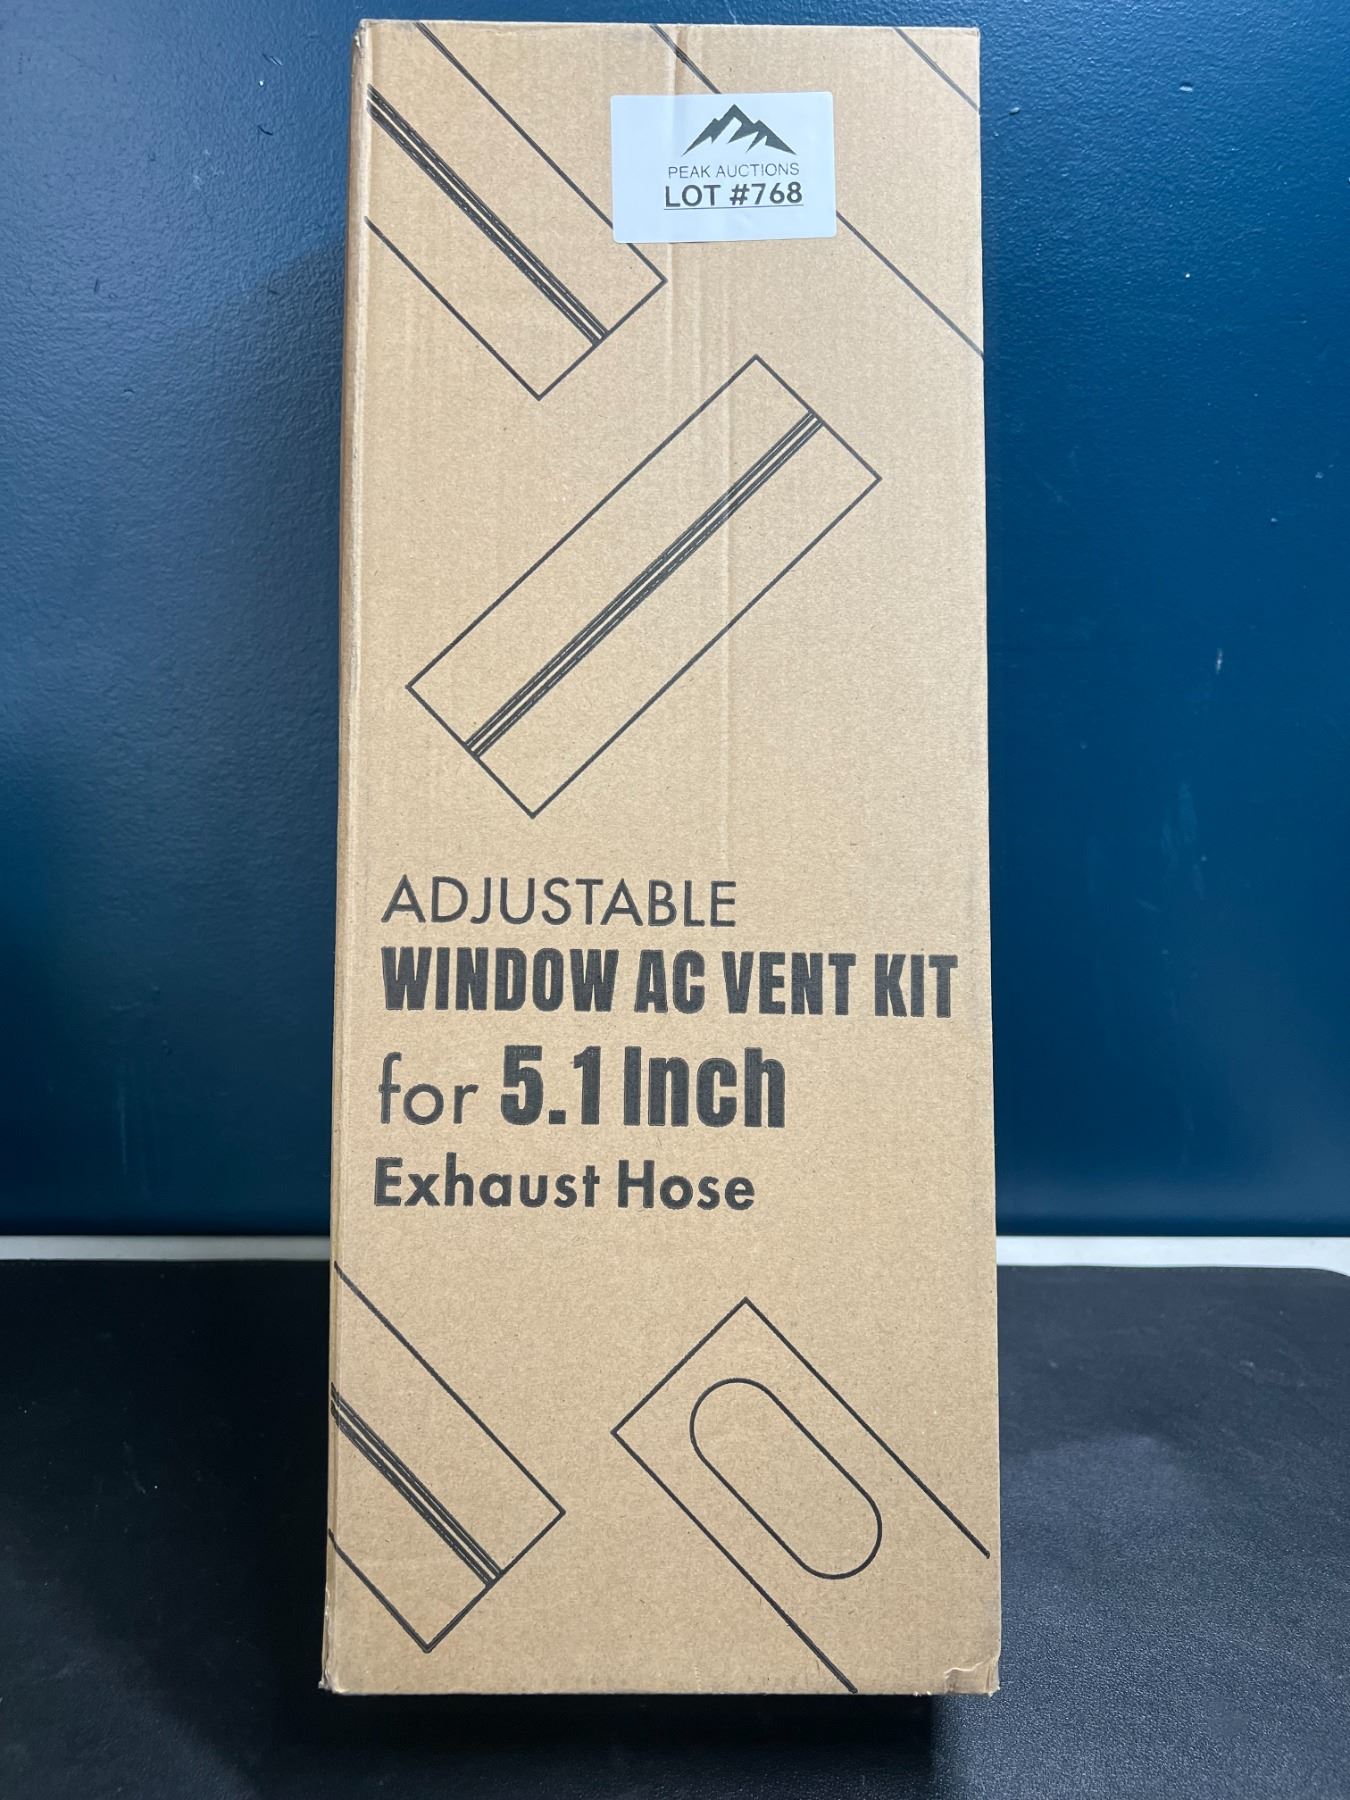 PEAK AUCTIONS
LOT #768
ADJUSTABLE
WINDOW AC VENT KIT
for 5.1 Inch
Exhaust Hose